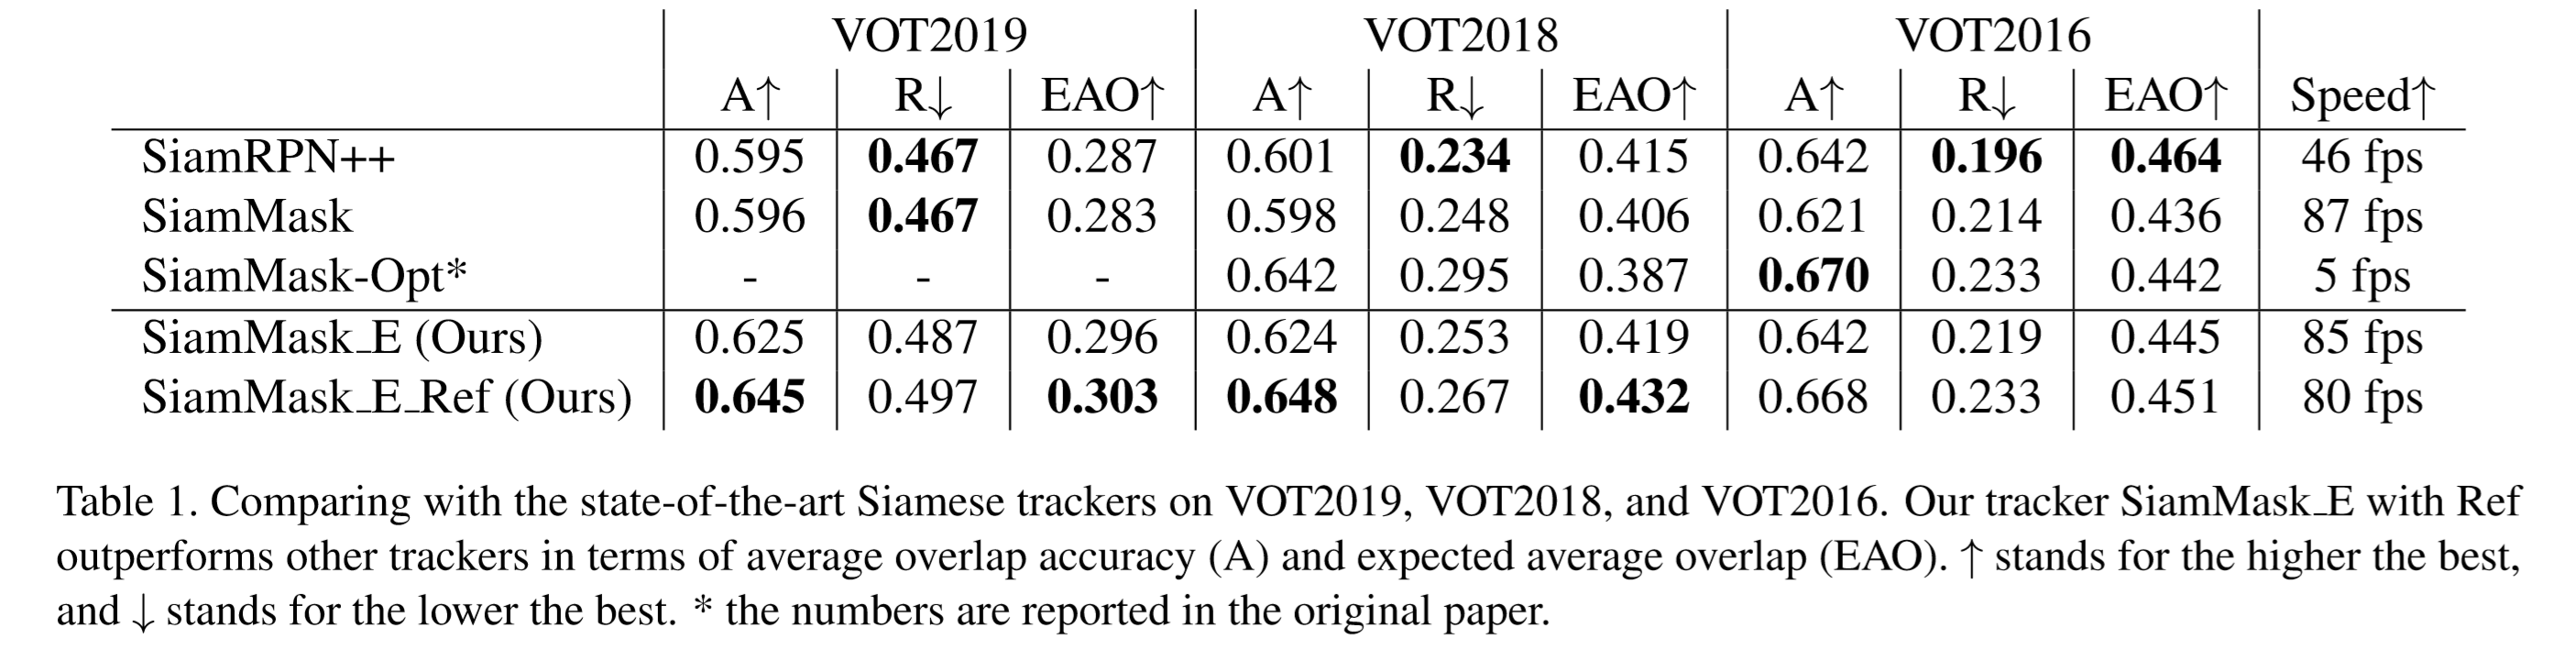 VOT2019 VOT2018 VOT2016
A↑ R↓ EAO↑ A↑ R↓ EAO↑ A↑ R↓ EAO↑ Speed↑
SiamRPN++ 0.595 0.467 0.287 0.601 0.234 0.415 0.642 0.196 0.464 46 fps
SiamMask 0.596 0.467 0.283 0.598 0.248 0.406 0.621 0.214 0.436 87 fps
SiamMask-Opt* - - - 0.642 0.295 0.387 0.670 0.233 0.442 5 fps
SiamMask_E (Ours) 0.625 0.487 0.296 0.624 0.253 0.419 0.642 0.219 0.445 85 fps
SiamMask_E_Ref (Ours) 0.645 0.497 0.303 0.648 0.267 0.432 0.668 0.233 0.451 80 fps
Table 1. Comparing with the state-of-the-art Siamese trackers on VOT2019, VOT2018, and VOT2016. Our tracker SiamMask_E with Ref
outperforms other trackers in terms of average overlap accuracy (A) and expected average overlap (EAO). ↑ stands for the higher the best,
and ↓ stands for the lower the best. * the numbers are reported in the original paper.